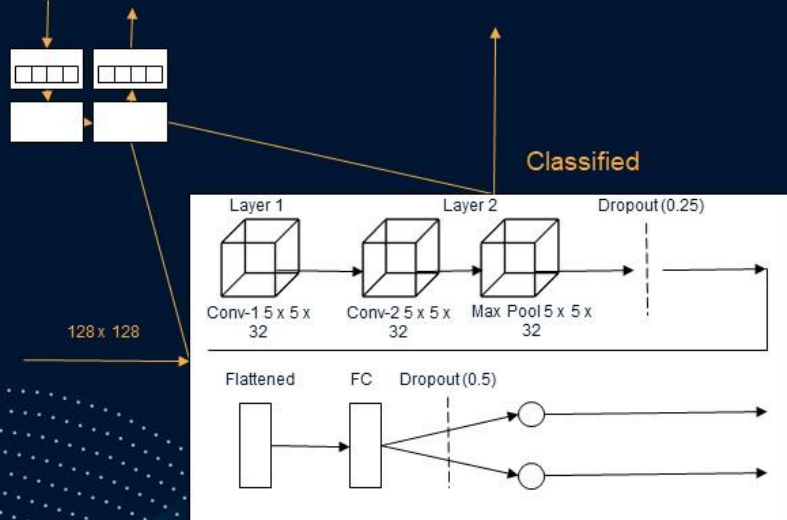 Classified
Layer 1
Layer 2
Dropout (0.25)
Conv-1 5 x 5 x
32
Conv-2 5 x 5 x
32
Max Pool 5 x 5 x
32
128 x 128
Flattened
FC
Dropout (0.5)